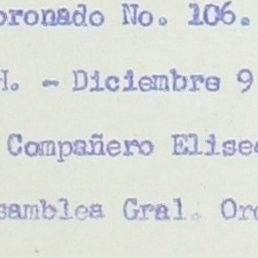 oronado No. 106.
H. - Diciembre 9
Compañero Elise
samblea Gral. Or